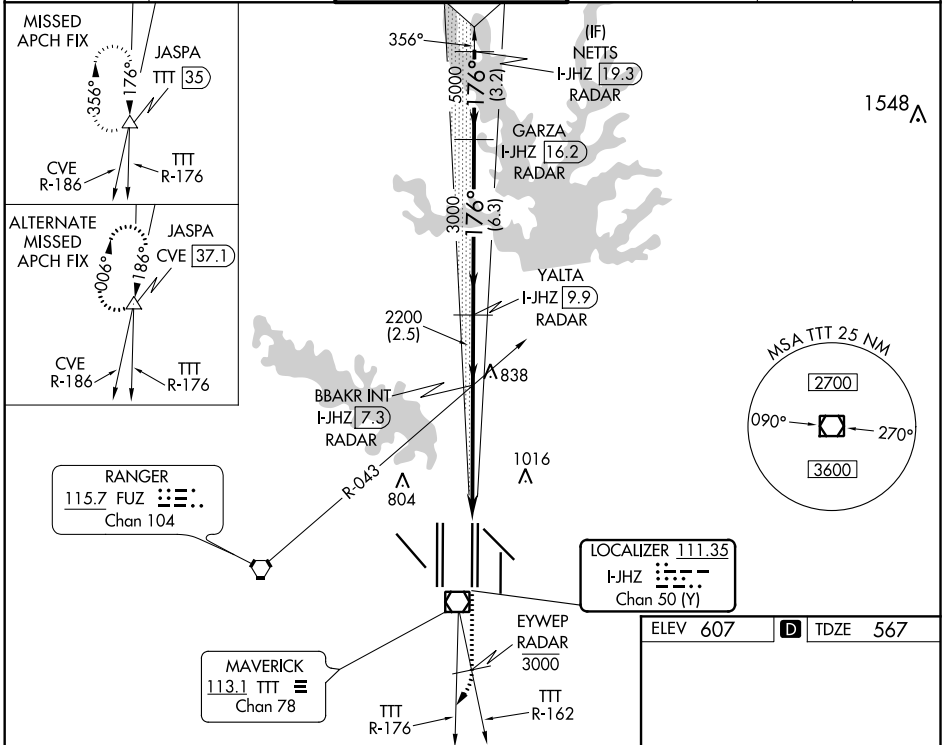 MISSED
APCH FIX
JASPA
TTT 35
356°
176°
CVE
R-186
TTT
R-176
ALTERNATE
MISSED
APCH FIX
JASPA
CVE 37.1
006°
186°
CVE
R-186
TTT
R-176
356°
(IF)
NETTS
I-JHZ 19.3
RADAR
5000
176°
(3.2)
GARZA
I-JHZ 16.2
RADAR
3000
176°
(6.3)
YALTA
I-JHZ 9.9
RADAR
2200
(2.5)
838
BBAKR INT
I-JHZ 7.3
RADAR
R-043
804
1016
1548
MSA TTT 25 NM
2700
090°
270°
3600
RANGER
115.7 FUZ
Chan 104
LOCALIZER 111.35
I-JHZ
Chan 50 (Y)
MAVERICK
113.1 TTT
Chan 78
EYWEP
RADAR
3000
TTT
R-176
TTT
R-162
ELEV 607 D TDZE 567